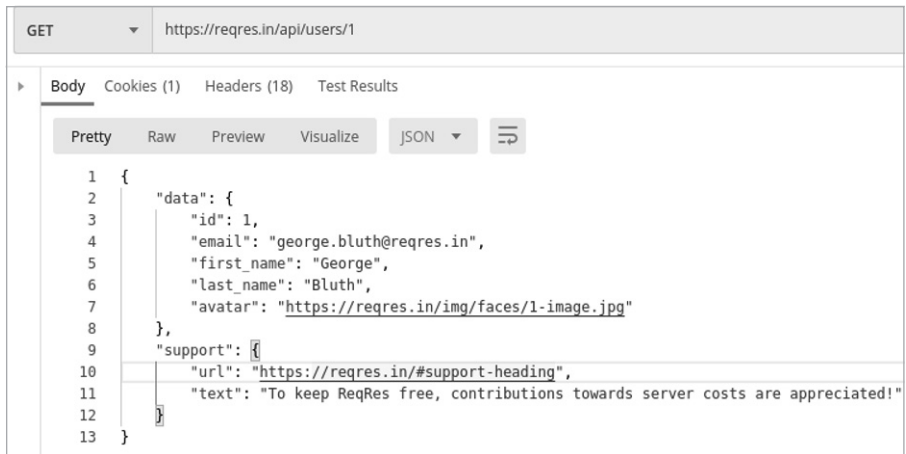 GET https://reqres.in/api/users/1
Body Cookies (1) Headers (18) Test Results
Pretty Raw Preview Visualize JSON
1 {
2 "data": {
3 "id": 1,
4 "email": "george.bluth@reqres.in",
5 "first_name": "George",
6 "last_name": "Bluth",
7 "avatar": "https://reqres.in/img/faces/1-image.jpg"
8 },
9 "support": {
10 "url": "https://reqres.in/#support-heading",
11 "text": "To keep ReqRes free, contributions towards server costs are appreciated!"
12 }
13 }